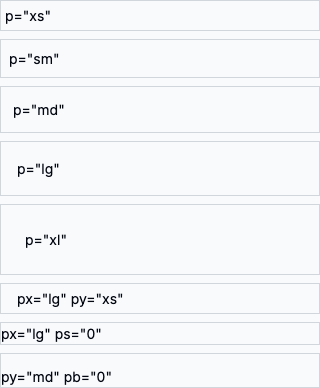 p="xs"
p="sm"
p="md"
p="lg"
p="xl"
px="lg" py="xs"
px="lg" ps="0"
py="md" pb="0"